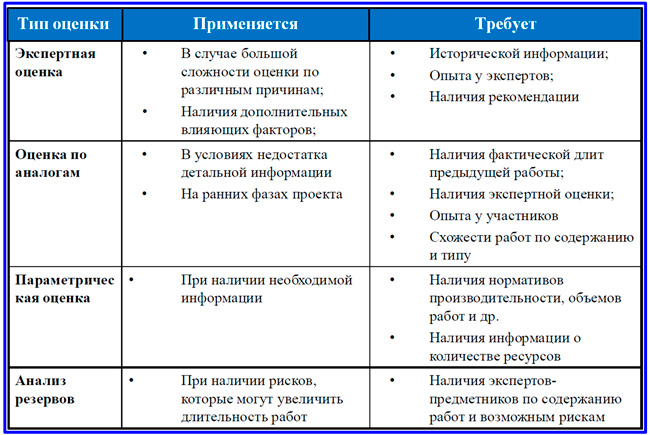 Тип оценки
Применяется
Требует
Экспертная
оценка
• В случае большой
сложности оценки по
различным причинам;
• Наличия дополнительных
влияющих факторов;
• Исторической информации;
• Опыта у экспертов;
• Наличия рекомендации
Оценка по
аналогам
• В условиях недостатка
детальной информации
• На ранних фазах проекта
• Наличия фактической длит
предыдущей работы;
• Наличия экспертной оценки;
• Опыта у участников
• Схожести работ по содержанию
и типу
Параметричес
кая оценка
• При наличии необходимой
информации
• Наличия нормативов
производительности, объемов
работ и др.
• Наличия информации о
количестве ресурсов
Анализ
резервов
• При наличии рисков,
которые могут увеличить
длительность работ
• Наличия экспертов-
предметников по содержанию
работ и возможным рискам